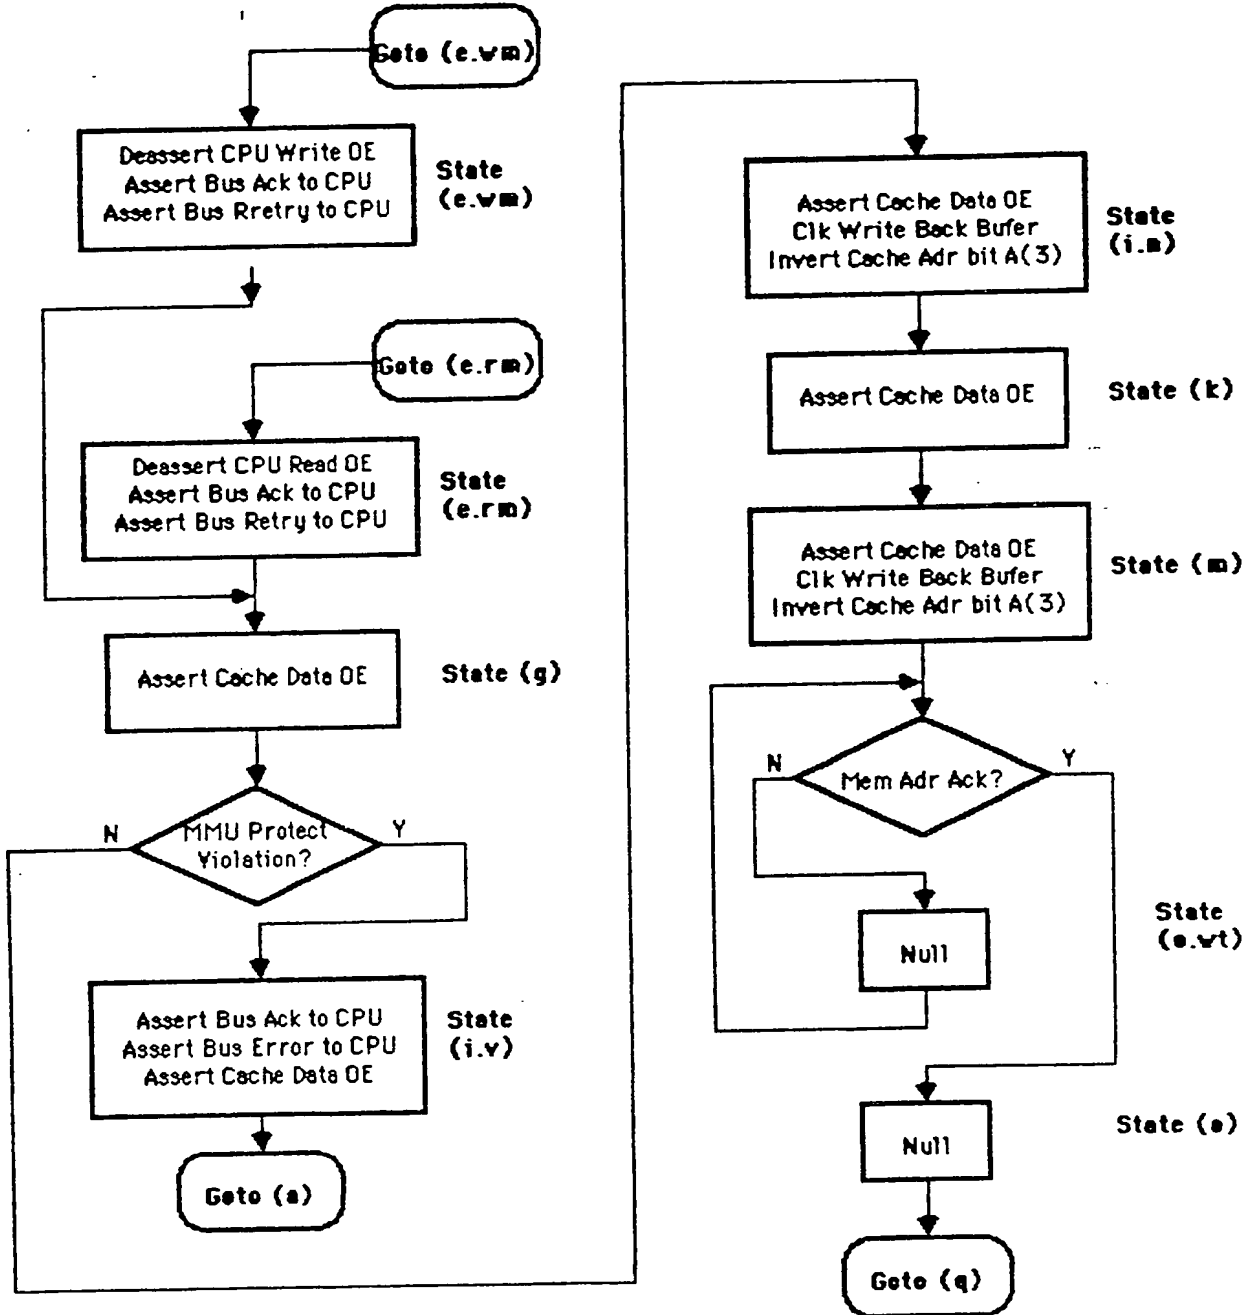 Goto (e.wm)
Deassert CPU Write OE
Assert Bus Ack to CPU
Assert Bus Rretry to CPU
State
(e.wm)
Goto (e.rm)
Deassert CPU Read OE
Assert Bus Ack to CPU
Assert Bus Retry to CPU
State
(e.rm)
Assert Cache Data OE
State (g)
MMU Protect
Violation?
N
Y
Assert Bus Ack to CPU
Assert Bus Error to CPU
Assert Cache Data OE
State
(i.v)
Goto (a)
Assert Cache Data OE
Clk Write Back Bufer
Invert Cache Adr bit A(3)
State
(i.m)
Assert Cache Data OE
State (k)
Assert Cache Data OE
Clk Write Back Bufer
Invert Cache Adr bit A(3)
State (m)
N
Mem Adr Ack?
Y
Null
State
(o.wt)
Null
State (o)
Goto (q)